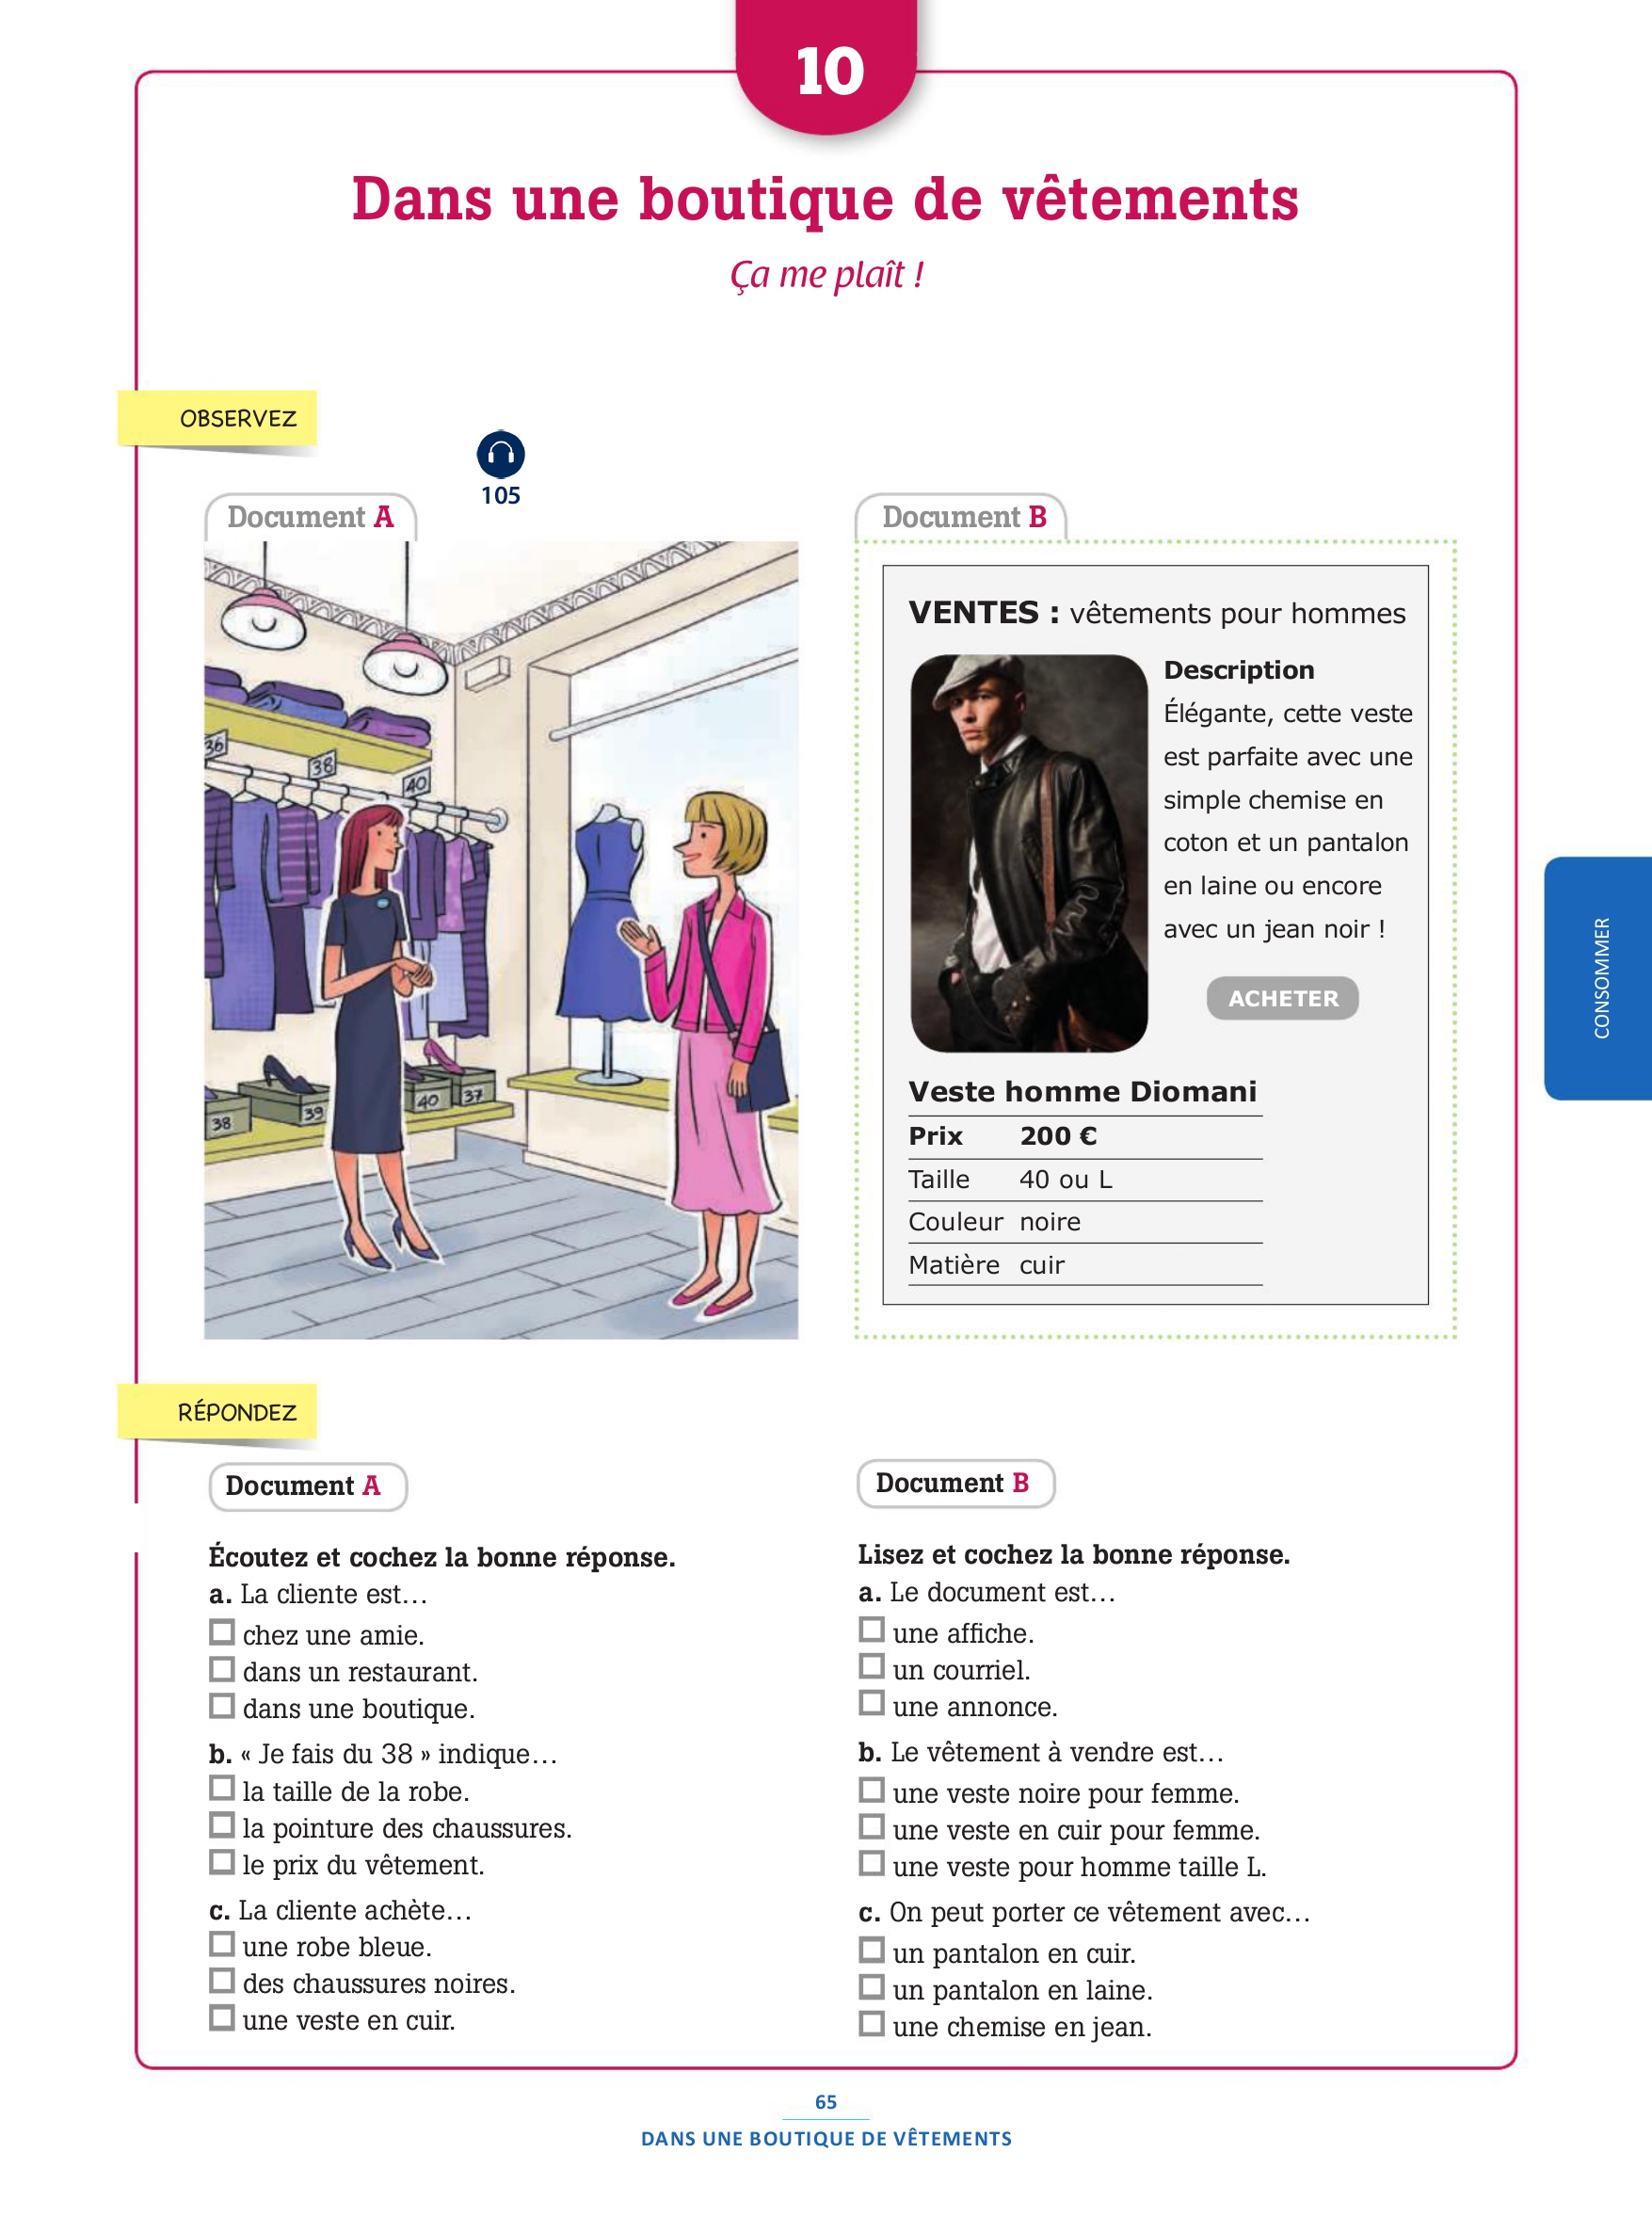 10
Dans une boutique de vêtements
Ça me plaît !
OBSERVEZ
105
Document A
36
38
40
38
39
40
37
Document B
VENTES : vêtements pour hommes
Description
Élégante, cette veste
est parfaite avec une
simple chemise en
coton et un pantalon
en laine ou encore
avec un jean noir !
ACHETER
Veste homme Diomani
Prix 200 €
Taille 40 ou L
Couleur noire
Matière cuir
CONSOMMER
RÉPONDEZ
Document A
Écoutez et cochez la bonne réponse.
a. La cliente est…
chez une amie.
dans un restaurant.
dans une boutique.
b. « Je fais du 38 » indique…
la taille de la robe.
la pointure des chaussures.
le prix du vêtement.
c. La cliente achète…
une robe bleue.
des chaussures noires.
une veste en cuir.
Document B
Lisez et cochez la bonne réponse.
a. Le document est…
une affiche.
un courriel.
une annonce.
b. Le vêtement à vendre est…
une veste noire pour femme.
une veste en cuir pour femme.
une veste pour homme taille L.
c. On peut porter ce vêtement avec…
un pantalon en cuir.
un pantalon en laine.
une chemise en jean.
65
DANS UNE BOUTIQUE DE VÊTEMENTS